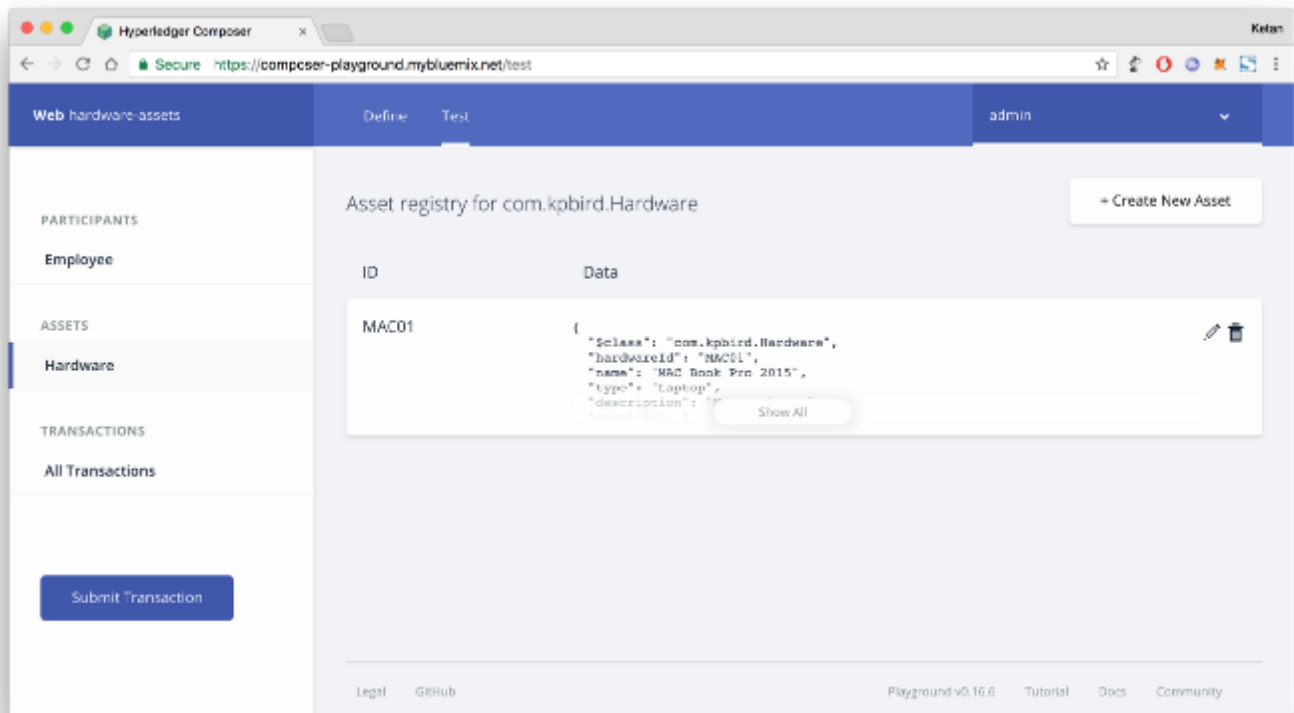 Hyperledger Composer
Ketan
Secure https://composer-playground.mybluemix.net/test
Web hardware-assets
Define Test
admin
PARTICIPANTS
Employee
ASSETS
Hardware
TRANSACTIONS
All Transactions
Submit Transaction
Asset registry for com.kpbird.Hardware
+ Create New Asset
ID Data
MAC01
{
"$class": "com.kpbird.Hardware",
"hardwareId": "MAC01",
"name": "MAC Book Pro 2015",
"type": "Laptop",
"description": "
Show All
Legal GitHub
Playground v0.16.6 Tutorial Docs Community